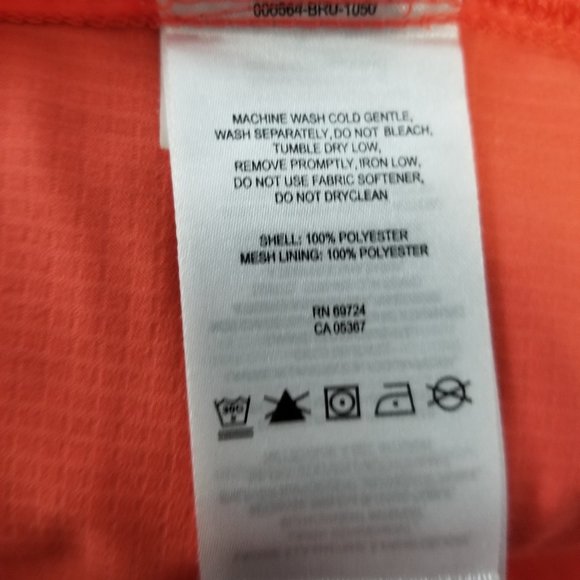 MACHINE WASH COLD GENTLE,
WASH SEPARATELY, DO NOT BLEACH,
TUMBLE DRY LOW,
REMOVE PROMPTLY, IRON LOW,
DO NOT USE FABRIC SOFTENER,
DO NOT DRYCLEAN
SHELL: 100% POLYESTER
MESH LINING: 100% POLYESTER
RN 69724
CA 05367